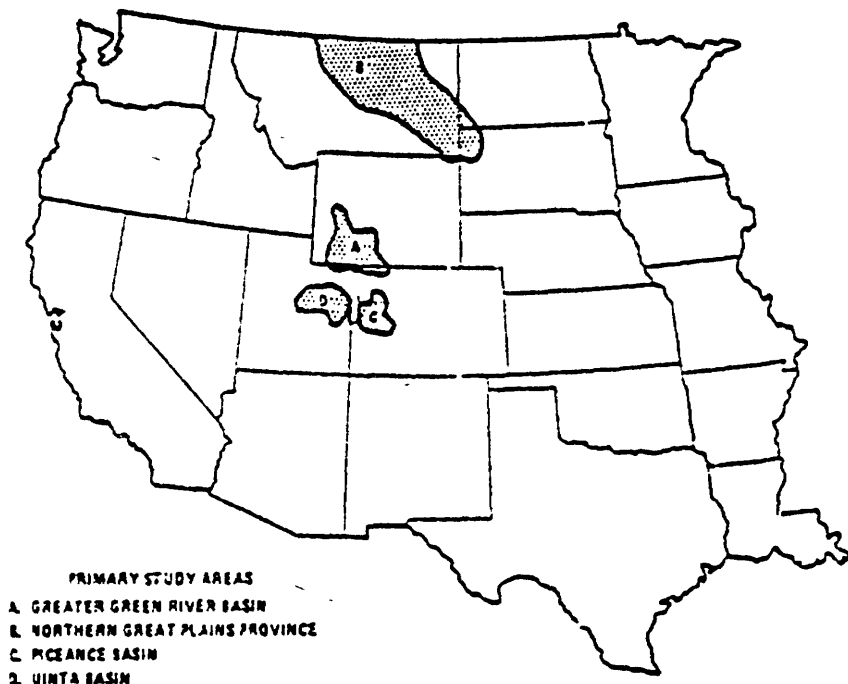 B
A
D
C
PRIMARY STUDY AREAS
A. GREATER GREEN RIVER BASIN
B. NORTHERN GREAT PLAINS PROVINCE
C. PICEANCE BASIN
D. UINTA BASIN